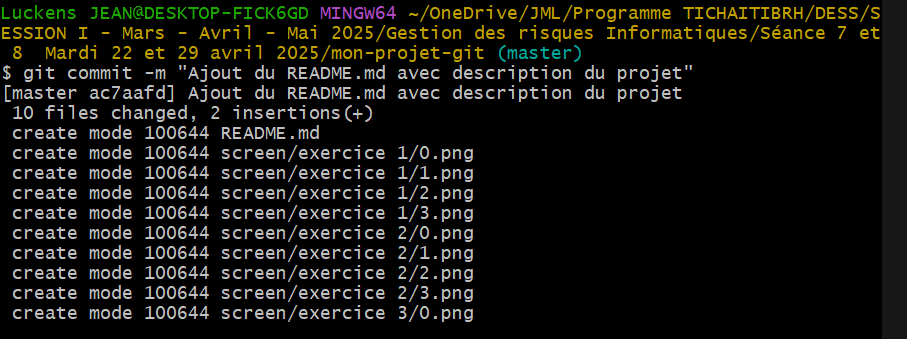 Luckens JEAN@DESKTOP-FICK6GD MINGW64 ~/OneDrive/JML/Programme TICHAITIBRH/DESS/S
ESSION I - Mars - Avril - Mai 2025/Gestion des risques Informatiques/Séance 7 et
8  Mardi 22 et 29 avril 2025/mon-projet-git (master)
$ git commit -m "Ajout du README.md avec description du projet"
[master ac7aafd] Ajout du README.md avec description du projet
 10 files changed, 2 insertions(+)
 create mode 100644 README.md
 create mode 100644 screen/exercice 1/0.png
 create mode 100644 screen/exercice 1/1.png
 create mode 100644 screen/exercice 1/2.png
 create mode 100644 screen/exercice 1/3.png
 create mode 100644 screen/exercice 2/0.png
 create mode 100644 screen/exercice 2/1.png
 create mode 100644 screen/exercice 2/2.png
 create mode 100644 screen/exercice 2/3.png
 create mode 100644 screen/exercice 3/0.png